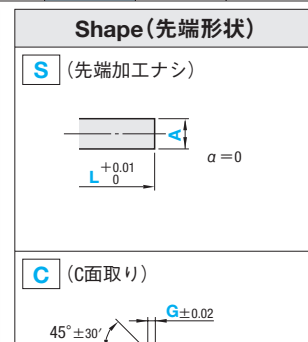 Shape(先端形状)
S (先端加工ナシ)
A
L +0.01 0
α=0
C (C面取り)
G±0.02
45°±30′